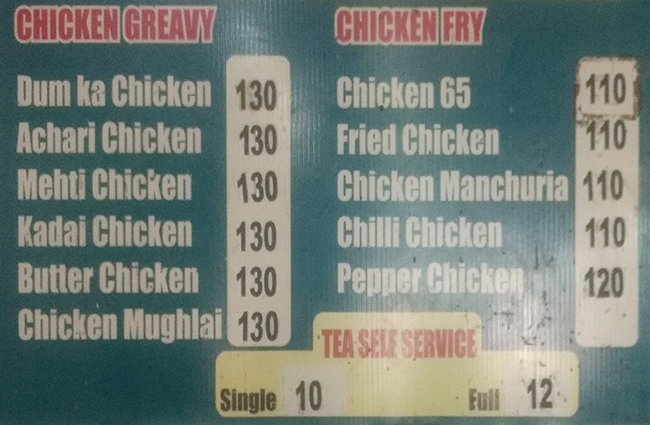 CHICKEN GREAVY
Dum ka Chicken 130
Achari Chicken 130
Mehti Chicken 130
Kadai Chicken 130
Butter Chicken 130
Chicken Mughlai 130
CHICKEN FRY
Chicken 65 110
Fried Chicken 110
Chicken Manchuria 110
Chilli Chicken 110
Pepper Chicken 120
TEA SELF SERVICE
Single 10 Full 12